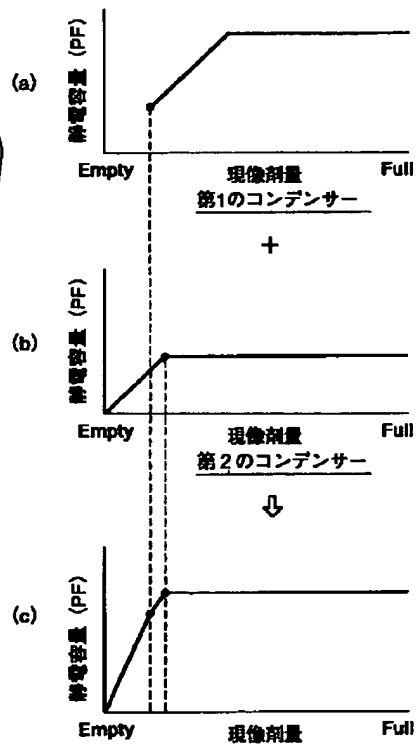 (a)
静電容量 (PF)
Empty 現像剤量 Full
第1のコンデンサー
+
(b)
静電容量 (PF)
Empty 現像剤量 Full
第2のコンデンサー
⇩
(c)
静電容量 (PF)
Empty 現像剤量 Full